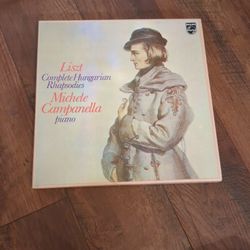 Liszt
Complete Hungarian
Rhapsodies
Michele
Campanella
piano